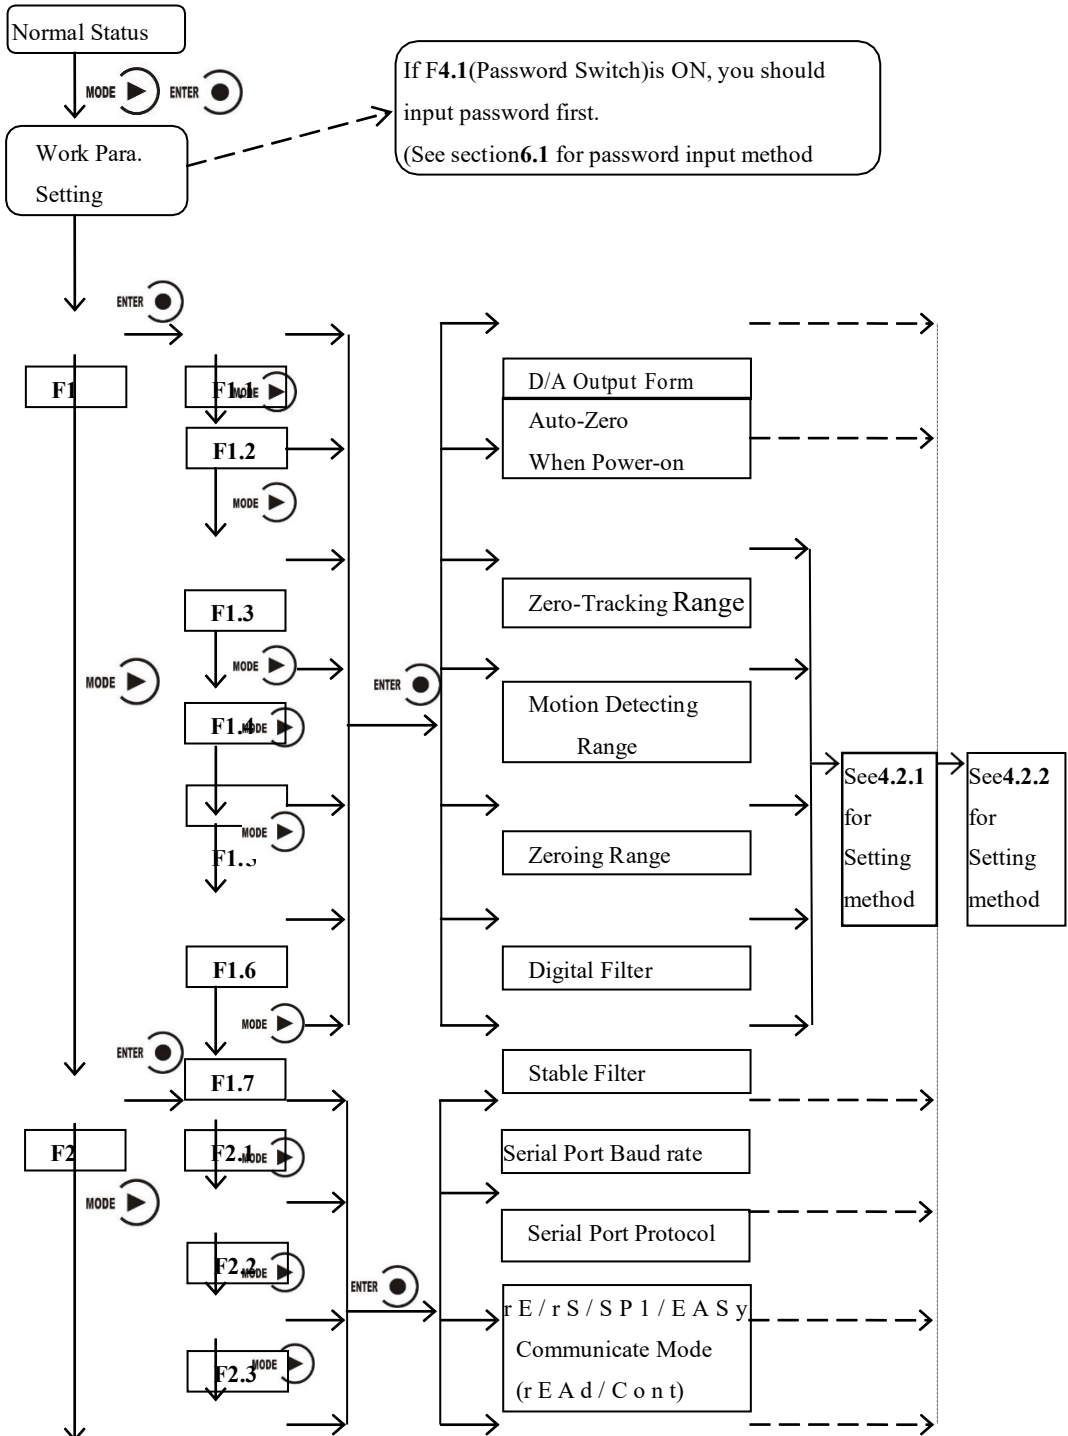 Normal Status
MODE ENTER
If F4.1(Password Switch)is ON, you should
input password first.
(See section6.1 for password input method
Work Para.
Setting
ENTER
F1
F1.1
MODE
D/A Output Form
F1.2
Auto-Zero
When Power-on
MODE
F1.3
Zero-Tracking Range
MODE
MODE
ENTER
F1.4
MODE
Motion Detecting
Range
See4.2.1
for
Setting
method
See4.2.2
for
Setting
method
MODE
Zeroing Range
F1.6
Digital Filter
MODE
ENTER
F1.7
Stable Filter
F2
F2.1
MODE
Serial Port Baud rate
MODE
Serial Port Protocol
F2.2
MODE
ENTER
r E / r S / S P 1 / E A S y
Communicate Mode
(r E A d / C o n t)
F2.3
MODE